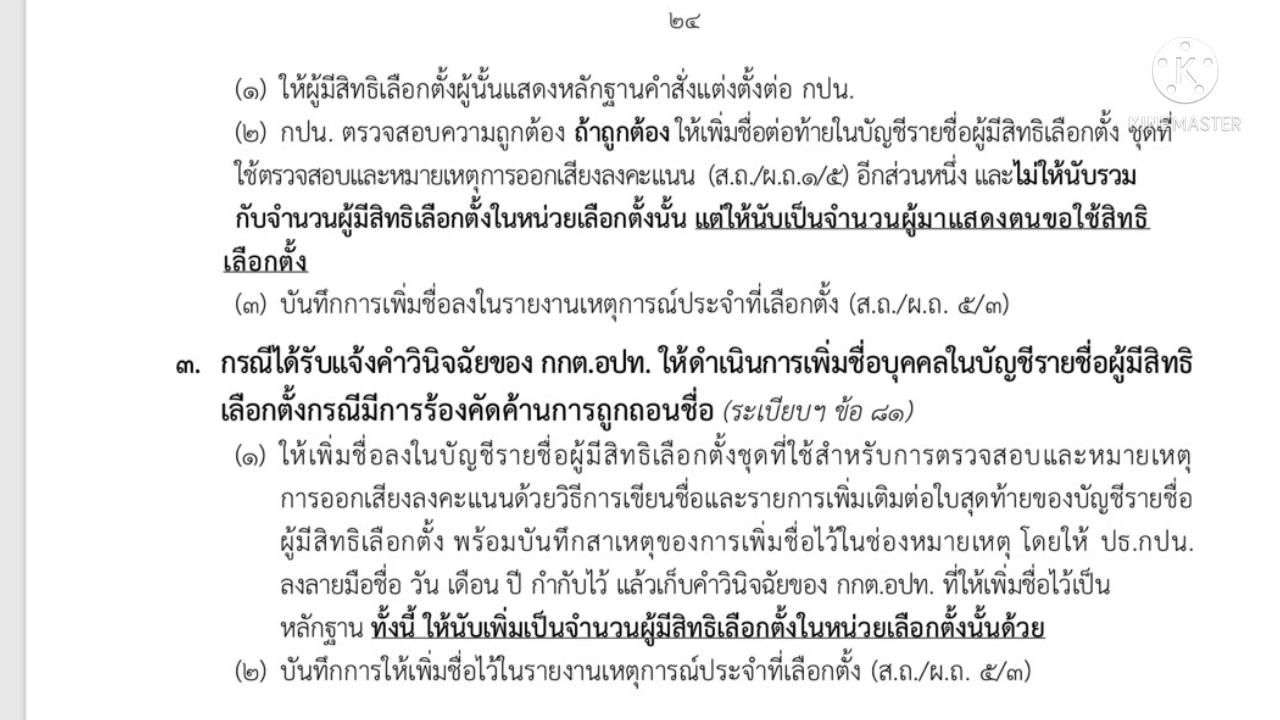 ๒๔
(๑) ให้ผู้มีสิทธิเลือกตั้งผู้นั้นแสดงหลักฐานคำสั่งแต่งตั้งต่อ กปน.
(๒) กปน. ตรวจสอบความถูกต้อง ถ้าถูกต้อง ให้เพิ่มชื่อต่อท้ายในบัญชีรายชื่อผู้มีสิทธิเลือกตั้ง ชุดที่
ใช้ตรวจสอบและหมายเหตุการออกเสียงลงคะแนน (ส.ถ./ผ.ถ.๑/๕) อีกส่วนหนึ่ง และไม่ให้นับรวม
กับจำนวนผู้มีสิทธิเลือกตั้งในหน่วยเลือกตั้งนั้น แต่ให้นับเป็นจำนวนผู้มาแสดงตนขอใช้สิทธิ
เลือกตั้ง
(๓) บันทึกการเพิ่มชื่อลงในรายงานเหตุการณ์ประจำที่เลือกตั้ง (ส.ถ./ผ.ถ. ๕/๓)
๓. กรณีได้รับแจ้งคำวินิจฉัยของ กกต.อปท. ให้ดำเนินการเพิ่มชื่อบุคคลในบัญชีรายชื่อผู้มีสิทธิ
เลือกตั้งกรณีมีการร้องคัดค้านการถูกถอนชื่อ (ระเบียบฯ ข้อ ๘๑)
(๑) ให้เพิ่มชื่อลงในบัญชีรายชื่อผู้มีสิทธิเลือกตั้งชุดที่ใช้สำหรับการตรวจสอบและหมายเหตุ
การออกเสียงลงคะแนนด้วยวิธีการเขียนชื่อและรายการเพิ่มเติมต่อใบสุดท้ายของบัญชีรายชื่อ
ผู้มีสิทธิเลือกตั้ง พร้อมบันทึกสาเหตุของการเพิ่มชื่อไว้ในช่องหมายเหตุ โดยให้ ปธ.กปน.
ลงลายมือชื่อ วัน เดือน ปี กำกับไว้ แล้วเก็บคำวินิจฉัยของ กกต.อปท. ที่ให้เพิ่มชื่อไว้เป็น
หลักฐาน ทั้งนี้ ให้นับเพิ่มเป็นจำนวนผู้มีสิทธิเลือกตั้งในหน่วยเลือกตั้งนั้นด้วย
(๒) บันทึกการให้เพิ่มชื่อไว้ในรายงานเหตุการณ์ประจำที่เลือกตั้ง (ส.ถ./ผ.ถ. ๕/๓)
K
KINEMASTER